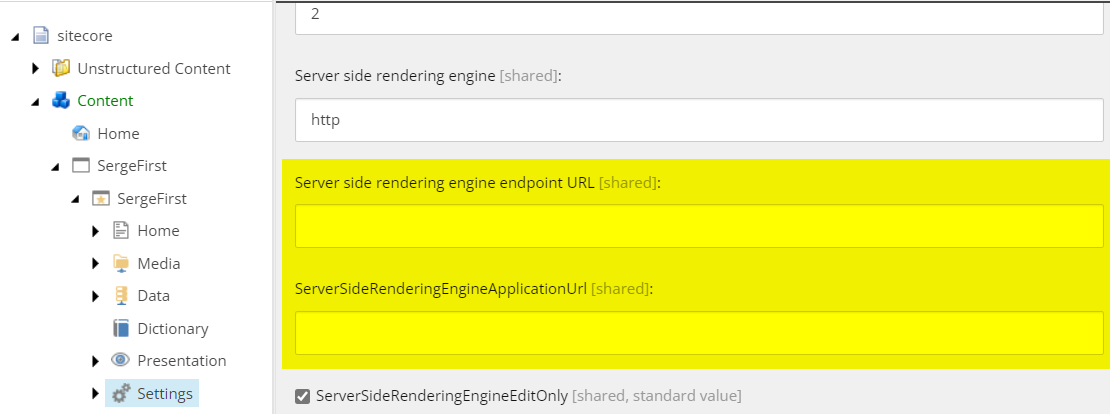 sitecore
Unstructured Content
Content
Home
SergeFirst
SergeFirst
Home
Media
Data
Dictionary
Presentation
Settings
2
Server side rendering engine [shared]:
http
Server side rendering engine endpoint URL [shared]:
ServerSideRenderingEngineApplicationUrl [shared]:
ServerSideRenderingEngineEditOnly [shared, standard value]